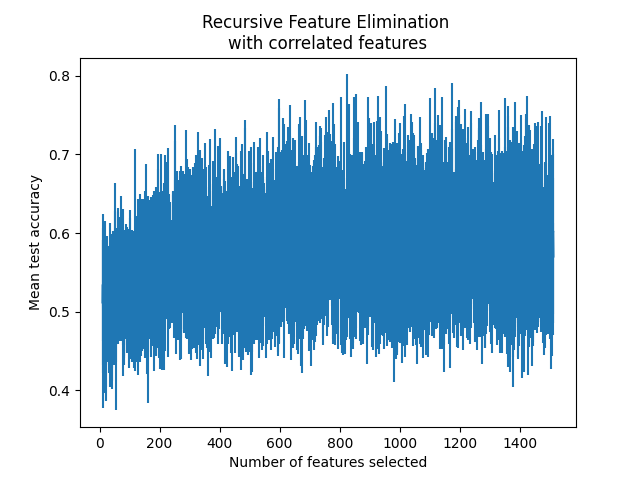 Recursive Feature Elimination
with correlated features
0.8
0.7
0.6
0.5
0.4
Mean test accuracy
0 200 400 600 800 1000 1200 1400
Number of features selected